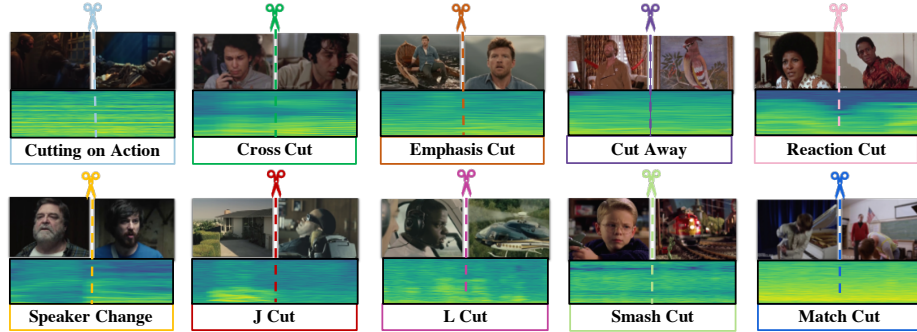 Cutting on Action
Cross Cut
Emphasis Cut
Cut Away
Reaction Cut
Speaker Change
J Cut
L Cut
Smash Cut
Match Cut